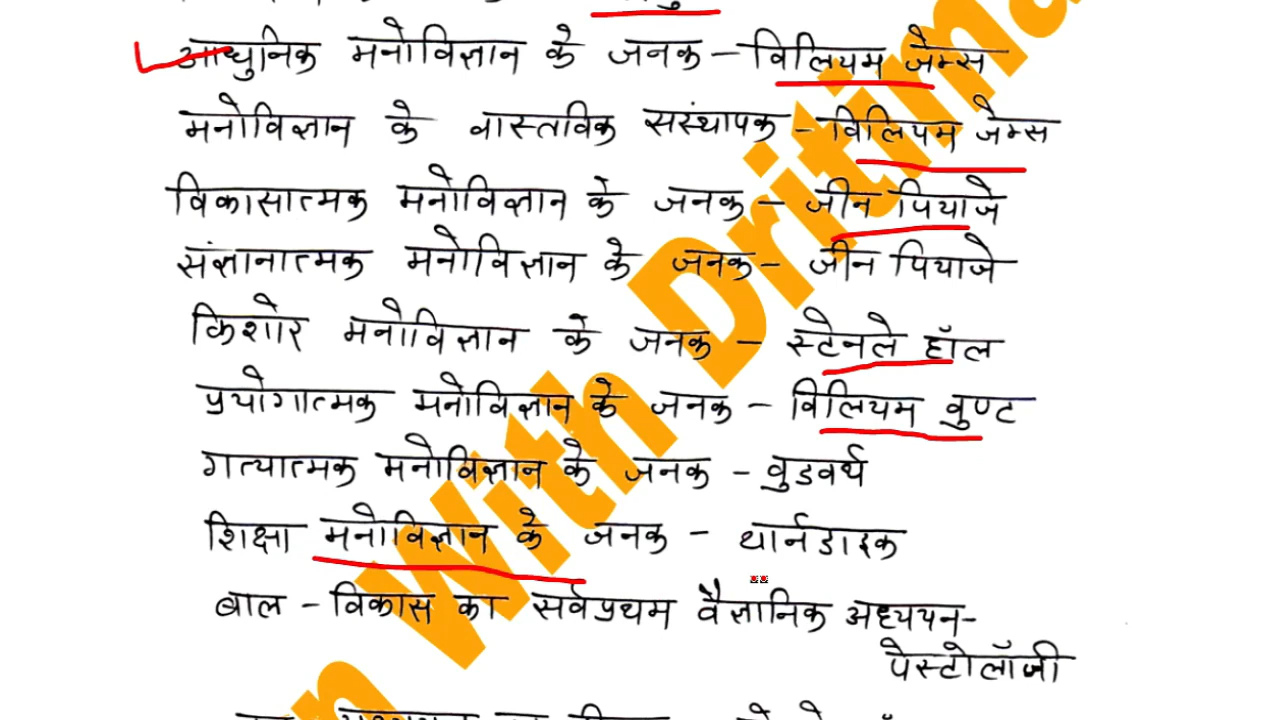 आधुनिक मनोविज्ञान के जनक - विलियम जेम्स
मनोविज्ञान के वास्तविक संस्थापक - विलियम जेम्स
विकासात्मक मनोविज्ञान के जनक - जीन पियाजे
संज्ञानात्मक मनोविज्ञान के जनक - जीन पियाजे
किशोर मनोविज्ञान के जनक - स्टेनले हॉल
प्रयोगात्मक मनोविज्ञान के जनक - विलियम वुण्ट
गत्यात्मक मनोविज्ञान के जनक - वुडवर्थ
शिक्षा मनोविज्ञान के जनक - थार्नडाइक
बाल - विकास का सर्वप्रथम वैज्ञानिक अध्ययन-
पैस्टोलॉजी
With Dritiman